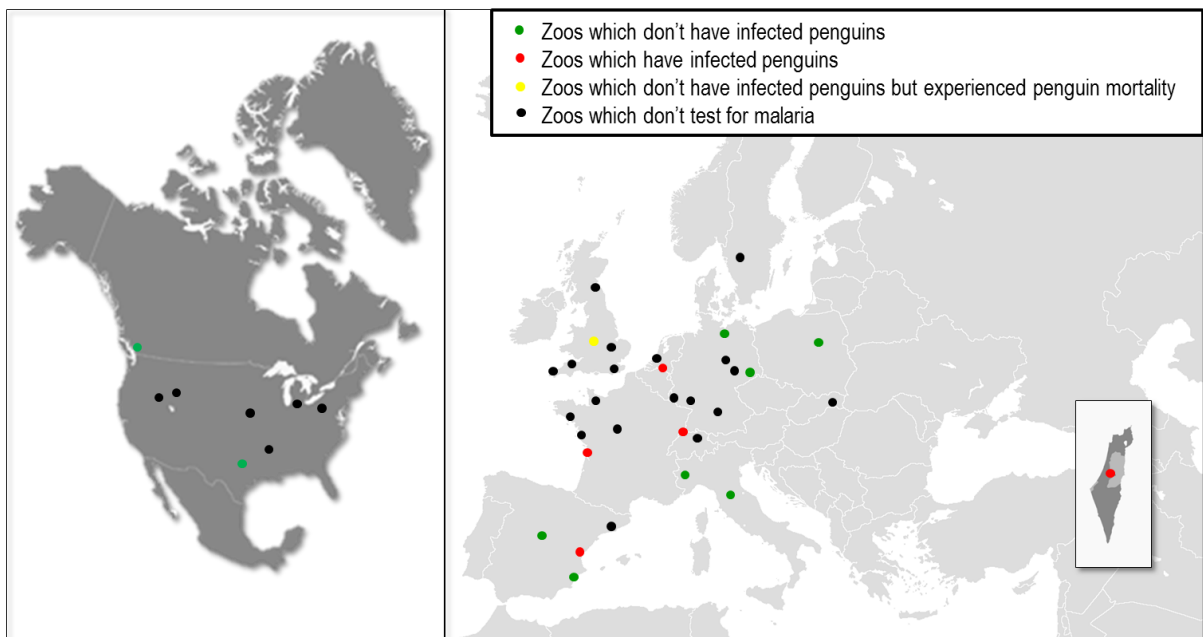 Zoos which don't have infected penguins
Zoos which have infected penguins
Zoos which don't have infected penguins but experienced penguin mortality
Zoos which don't test for malaria